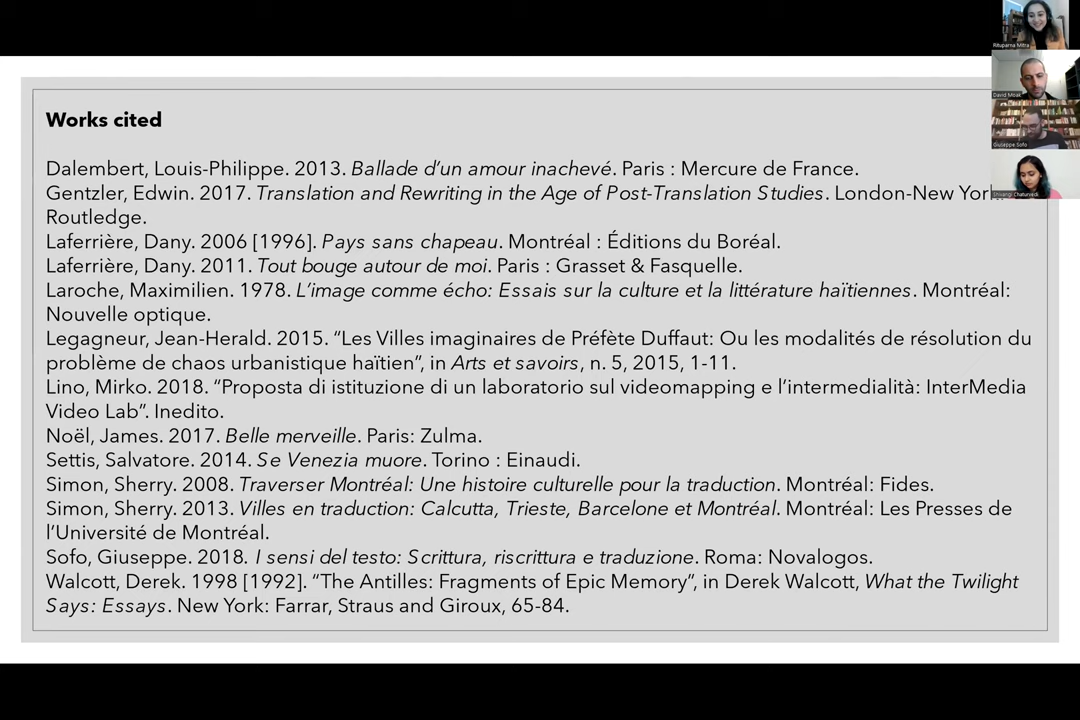 Works cited
Dalembert, Louis-Philippe. 2013. Ballade d’un amour inachevé. Paris : Mercure de France.
Gentzler, Edwin. 2017. Translation and Rewriting in the Age of Post-Translation Studies. London-New York:
Routledge.
Laferrière, Dany. 2006 [1996]. Pays sans chapeau. Montréal : Éditions du Boréal.
Laferrière, Dany. 2011. Tout bouge autour de moi. Paris : Grasset & Fasquelle.
Laroche, Maximilien. 1978. L’image comme écho: Essais sur la culture et la littérature haïtiennes. Montréal:
Nouvelle optique.
Legagneur, Jean-Herald. 2015. “Les Villes imaginaires de Préfète Duffaut: Ou les modalités de résolution du
problème de chaos urbanistique haïtien”, in Arts et savoirs, n. 5, 2015, 1-11.
Lino, Mirko. 2018. “Proposta di istituzione di un laboratorio sul videomapping e l’intermedialità: InterMedia
Video Lab”. Inedito.
Noël, James. 2017. Belle merveille. Paris: Zulma.
Settis, Salvatore. 2014. Se Venezia muore. Torino : Einaudi.
Simon, Sherry. 2008. Traverser Montréal: Une histoire culturelle pour la traduction. Montréal: Fides.
Simon, Sherry. 2013. Villes en traduction: Calcutta, Trieste, Barcelone et Montréal. Montréal: Les Presses de
l’Université de Montréal.
Sofo, Giuseppe. 2018. I sensi del testo: Scrittura, riscrittura e traduzione. Roma: Novalogos.
Walcott, Derek. 1998 [1992]. “The Antilles: Fragments of Epic Memory”, in Derek Walcott, What the Twilight
Says: Essays. New York: Farrar, Straus and Giroux, 65-84.
Rituparna Mitra
David Moak
Giulieppe Sofo
Shivangi Chaturvedi